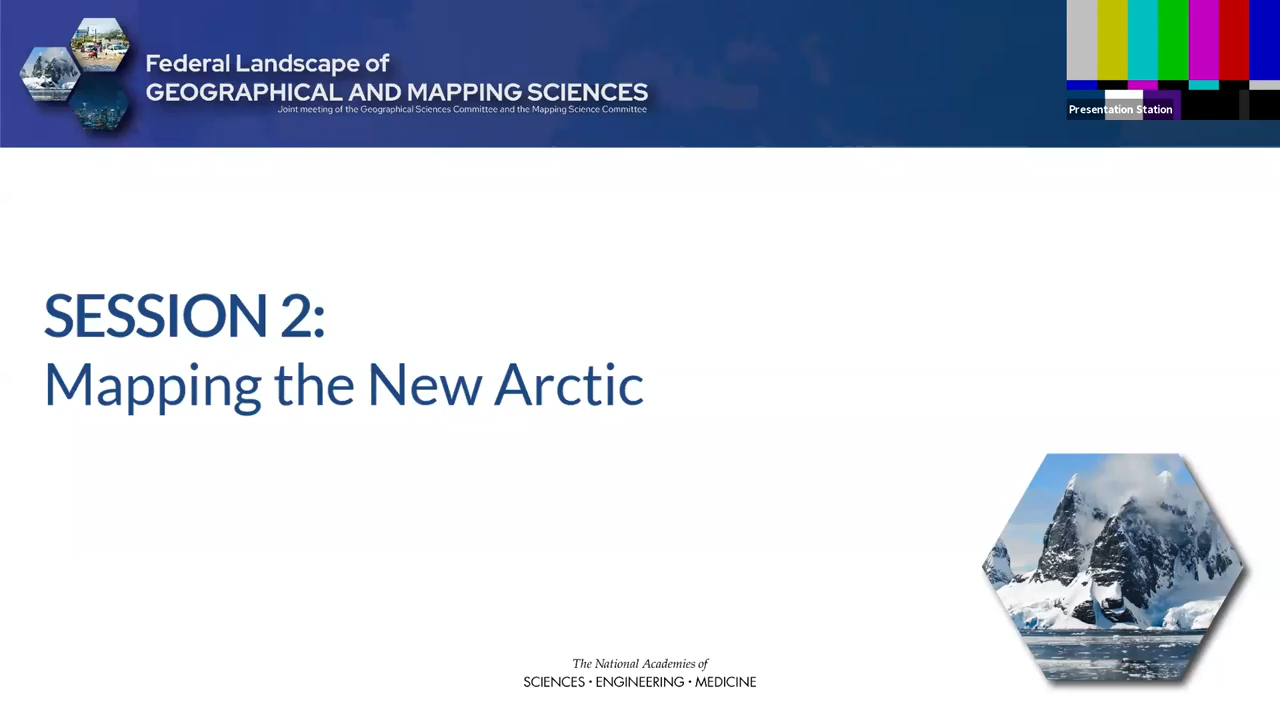 Federal Landscape of
GEOGRAPHICAL AND MAPPING SCIENCES
Joint meeting of the Geographical Sciences Committee and the Mapping Science Committee
Presentation Station
SESSION 2:
Mapping the New Arctic
The National Academies of
SCIENCES • ENGINEERING • MEDICINE